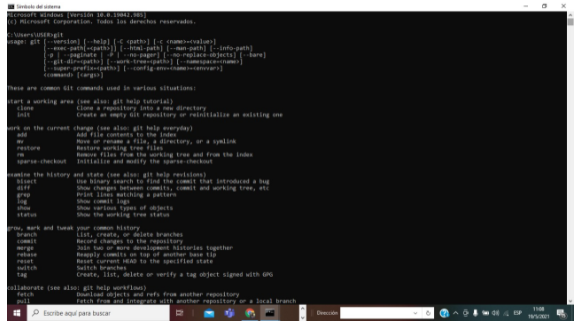 Símbolo del sistema
Microsoft Windows [Versión 10.0.19042.985]
(c) Microsoft Corporation. Todos los derechos reservados.
C:\Users\USER>git
usage: git [--version] [--help] [-C <path>] [-c <name>=<value>]
[--exec-path[=<path>]] [--html-path] [--man-path] [--info-path]
[-p | --paginate | -P | --no-pager] [--no-replace-objects] [--bare]
[--git-dir=<path>] [--work-tree=<path>] [--namespace=<name>]
[--super-prefix=<path>] [--config-env=<name>=<envvar>]
<command> [<args>]
These are common Git commands used in various situations:
start a working area (see also: git help tutorial)
clone Clone a repository into a new directory
init Create an empty Git repository or reinitialize an existing one
work on the current change (see also: git help everyday)
add Add file contents to the index
mv Move or rename a file, a directory, or a symlink
restore Restore working tree files
rm Remove files from the working tree and from the index
sparse-checkout Initialize and modify the sparse-checkout
examine the history and state (see also: git help revisions)
bisect Use binary search to find the commit that introduced a bug
diff Show changes between commits, commit and working tree, etc
grep Print lines matching a pattern
log Show commit logs
show Show various types of objects
status Show the working tree status
grow, mark and tweak your common history
branch List, create, or delete branches
commit Record changes to the repository
merge Join two or more development histories together
rebase Reapply commits on top of another base tip
reset Reset current HEAD to the specified state
switch Switch branches
tag Create, list, delete or verify a tag object signed with GPG
collaborate (see also: git help workflows)
fetch Download objects and refs from another repository
pull Fetch from and integrate with another repository or a local branch
Escribe aquí para buscar
Dirección
ESP
11:08
19/5/2021